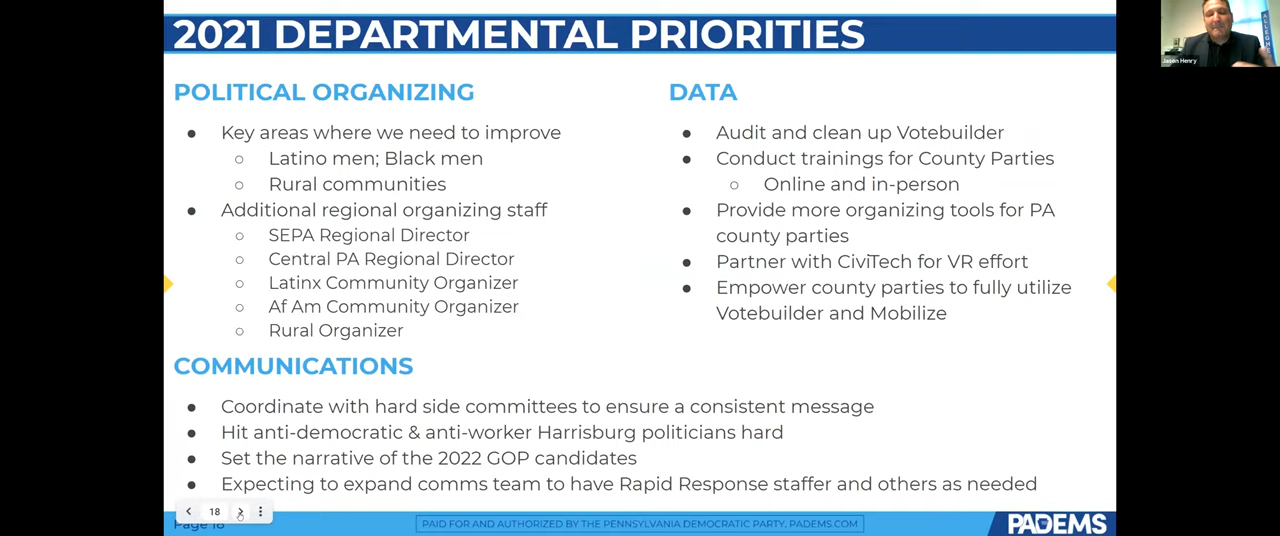 2021 DEPARTMENTAL PRIORITIES
Jason Henry
POLITICAL ORGANIZING
Key areas where we need to improve
Latino men; Black men
Rural communities
Additional regional organizing staff
SEPA Regional Director
Central PA Regional Director
Latinx Community Organizer
Af Am Community Organizer
Rural Organizer
DATA
Audit and clean up Votebuilder
Conduct trainings for County Parties
Online and in-person
Provide more organizing tools for PA
county parties
Partner with CiviTech for VR effort
Empower county parties to fully utilize
Votebuilder and Mobilize
COMMUNICATIONS
Coordinate with hard side committees to ensure a consistent message
Hit anti-democratic & anti-worker Harrisburg politicians hard
Set the narrative of the 2022 GOP candidates
Expecting to expand comms team to have Rapid Response staffer and others as needed
18
Page 18
PAID FOR AND AUTHORIZED BY THE PENNSYLVANIA DEMOCRATIC PARTY. PADEMS.COM
PADEMS